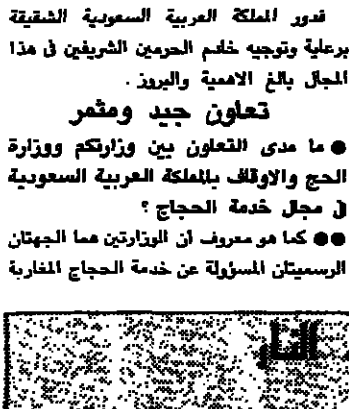 فدور المملكة العربية السعودية الشقيقة
برعاية وتوجيه خادم الحرمين الشريفين في هذا
المجال بالغ الاهمية والبروز .
تعاون جيد ومثمر
● ما مدى التعاون بين وزارتكم ووزارة
الحج والاوقاف بالمملكة العربية السعودية
في مجال خدمة الحجاج ؟
●● كما هو معروف ان الوزارتين هما الجهتان
الرسميتان المسؤولة عن خدمة الحجاج المغاربة